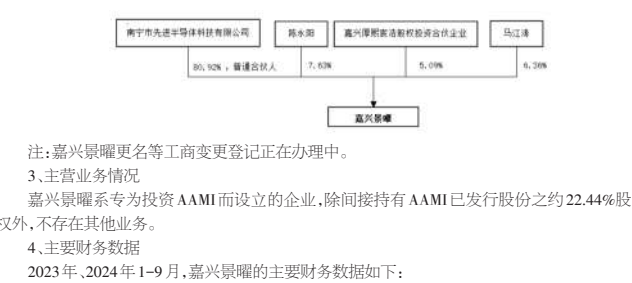 南宁市先进半导体科技有限公司 陈永阳 嘉兴厚熙宸浩股权投资合伙企业 马江涛
80.92%，普通合伙人 7.63% 5.09% 6.36%
嘉兴景曜
注:嘉兴景曜更名等工商变更登记正在办理中。
3、主营业务情况
嘉兴景曜系专为投资AAMI而设立的企业,除间接持有AAMI已发行股份之约22.44%股
权外,不存在其他业务。
4、主要财务数据
2023年、2024年1-9月,嘉兴景曜的主要财务数据如下: